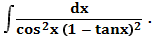 ∫ dx / cos²x (1 − tanx)² .